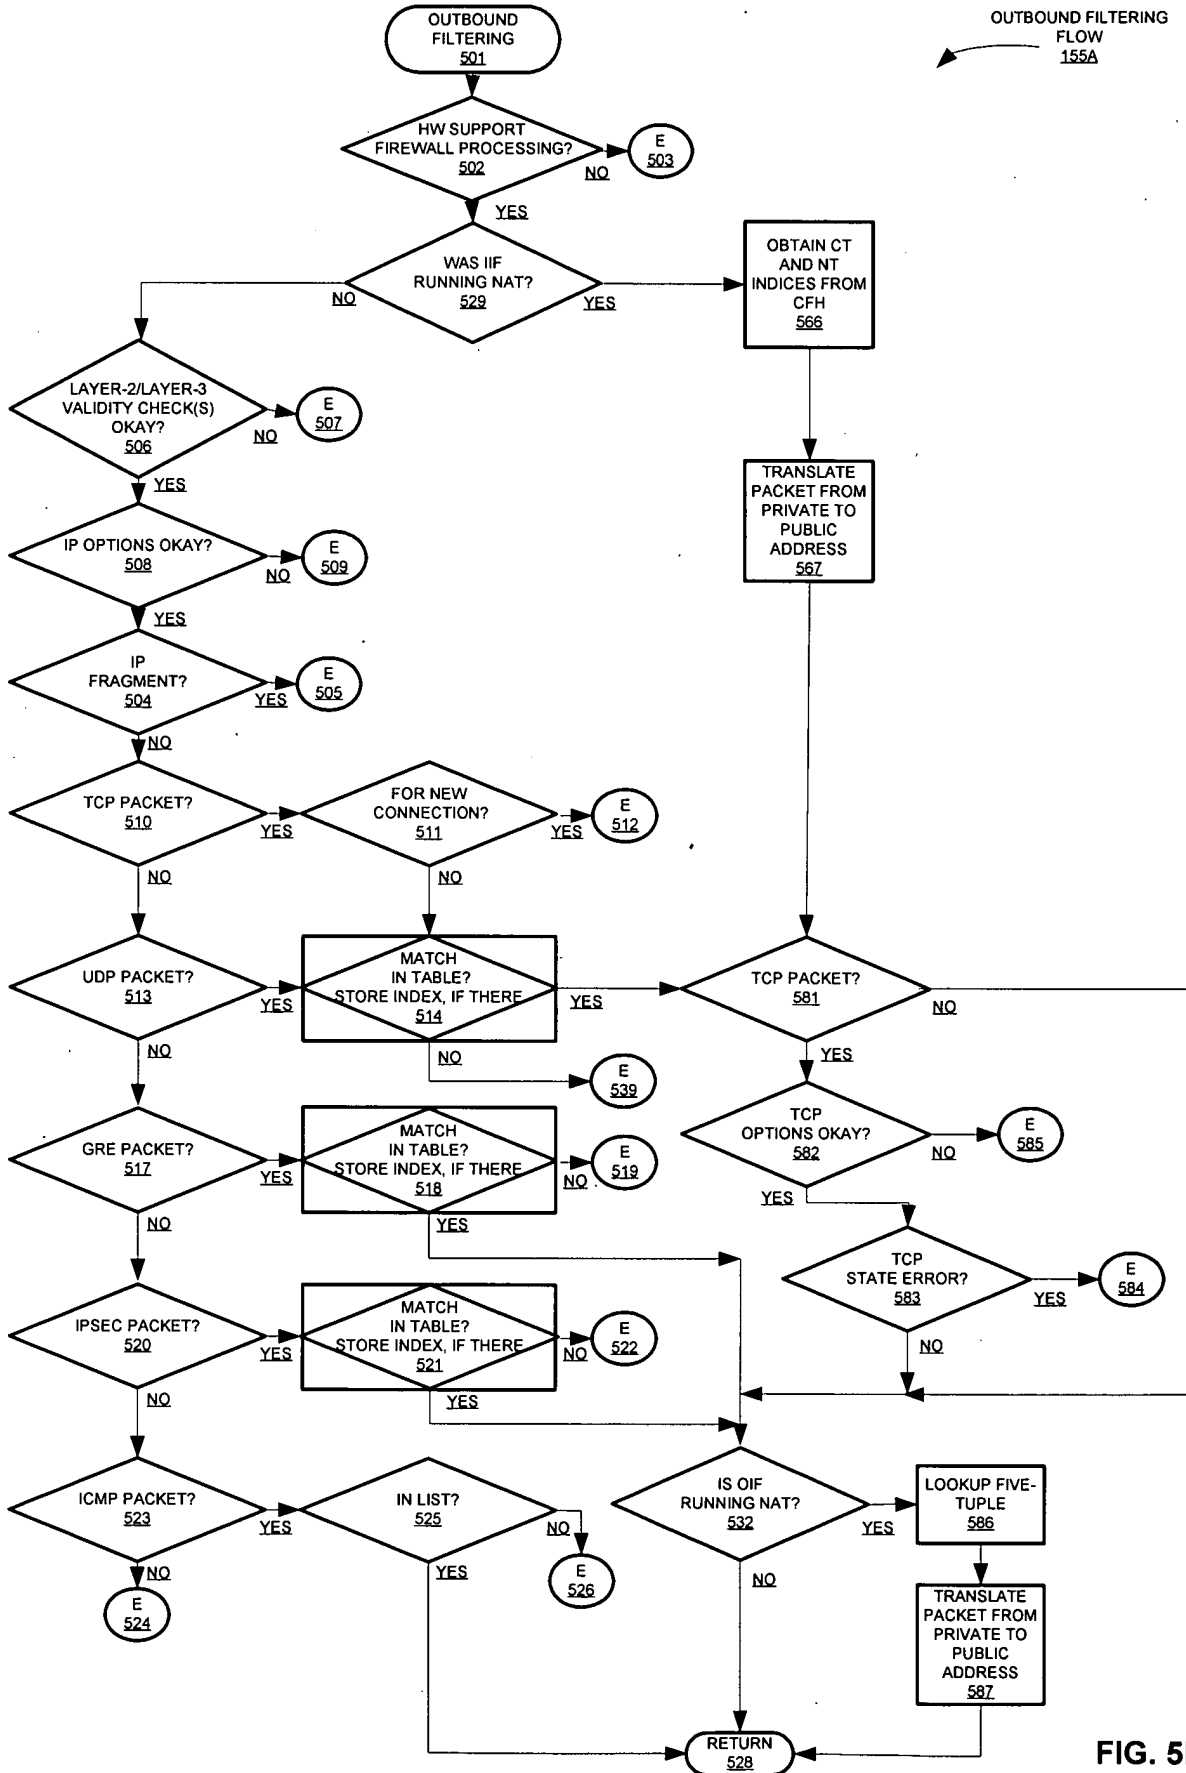 OUTBOUND
FILTERING
501
OUTBOUND FILTERING
FLOW
155A
HW SUPPORT
FIREWALL PROCESSING?
502
NO
E
503
YES
WAS IIF
RUNNING NAT?
529
NO
YES
OBTAIN CT
AND NT
INDICES FROM
CFH
566
LAYER-2/LAYER-3
VALIDITY CHECK(S)
OKAY?
506
NO
E
507
YES
TRANSLATE
PACKET FROM
PRIVATE TO
PUBLIC
ADDRESS
567
IP OPTIONS OKAY?
508
NO
E
509
YES
IP
FRAGMENT?
504
YES
E
505
NO
TCP PACKET?
510
YES
FOR NEW
CONNECTION?
511
YES
E
512
NO
NO
UDP PACKET?
513
YES
MATCH
IN TABLE?
STORE INDEX, IF THERE
514
YES
TCP PACKET?
581
NO
NO
NO
E
539
YES
TCP
OPTIONS OKAY?
582
NO
E
585
YES
GRE PACKET?
517
YES
MATCH
IN TABLE?
STORE INDEX, IF THERE
518
NO
E
519
NO
YES
TCP
STATE ERROR?
583
YES
E
584
NO
IPSEC PACKET?
520
YES
MATCH
IN TABLE?
STORE INDEX, IF THERE
521
NO
E
522
NO
YES
ICMP PACKET?
523
YES
IN LIST?
525
NO
E
526
YES
NO
E
524
IS OIF
RUNNING NAT?
532
YES
LOOKUP FIVE-
TUPLE
586
NO
TRANSLATE
PACKET FROM
PRIVATE TO
PUBLIC
ADDRESS
587
RETURN
528